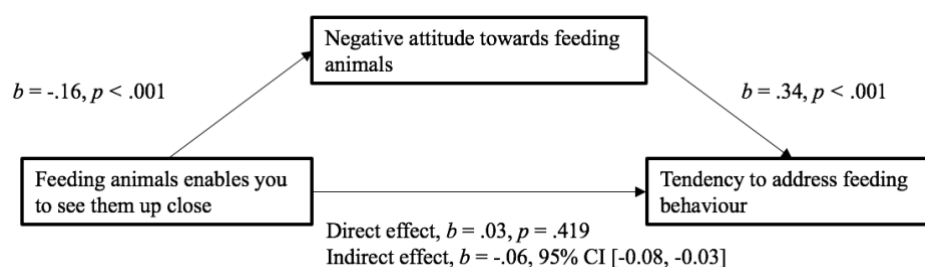 Negative attitude towards feeding
animals
b = -.16, p < .001
b = .34, p < .001
Feeding animals enables you
to see them up close
Tendency to address feeding
behaviour
Direct effect, b = .03, p = .419
Indirect effect, b = -.06, 95% CI [-0.08, -0.03]